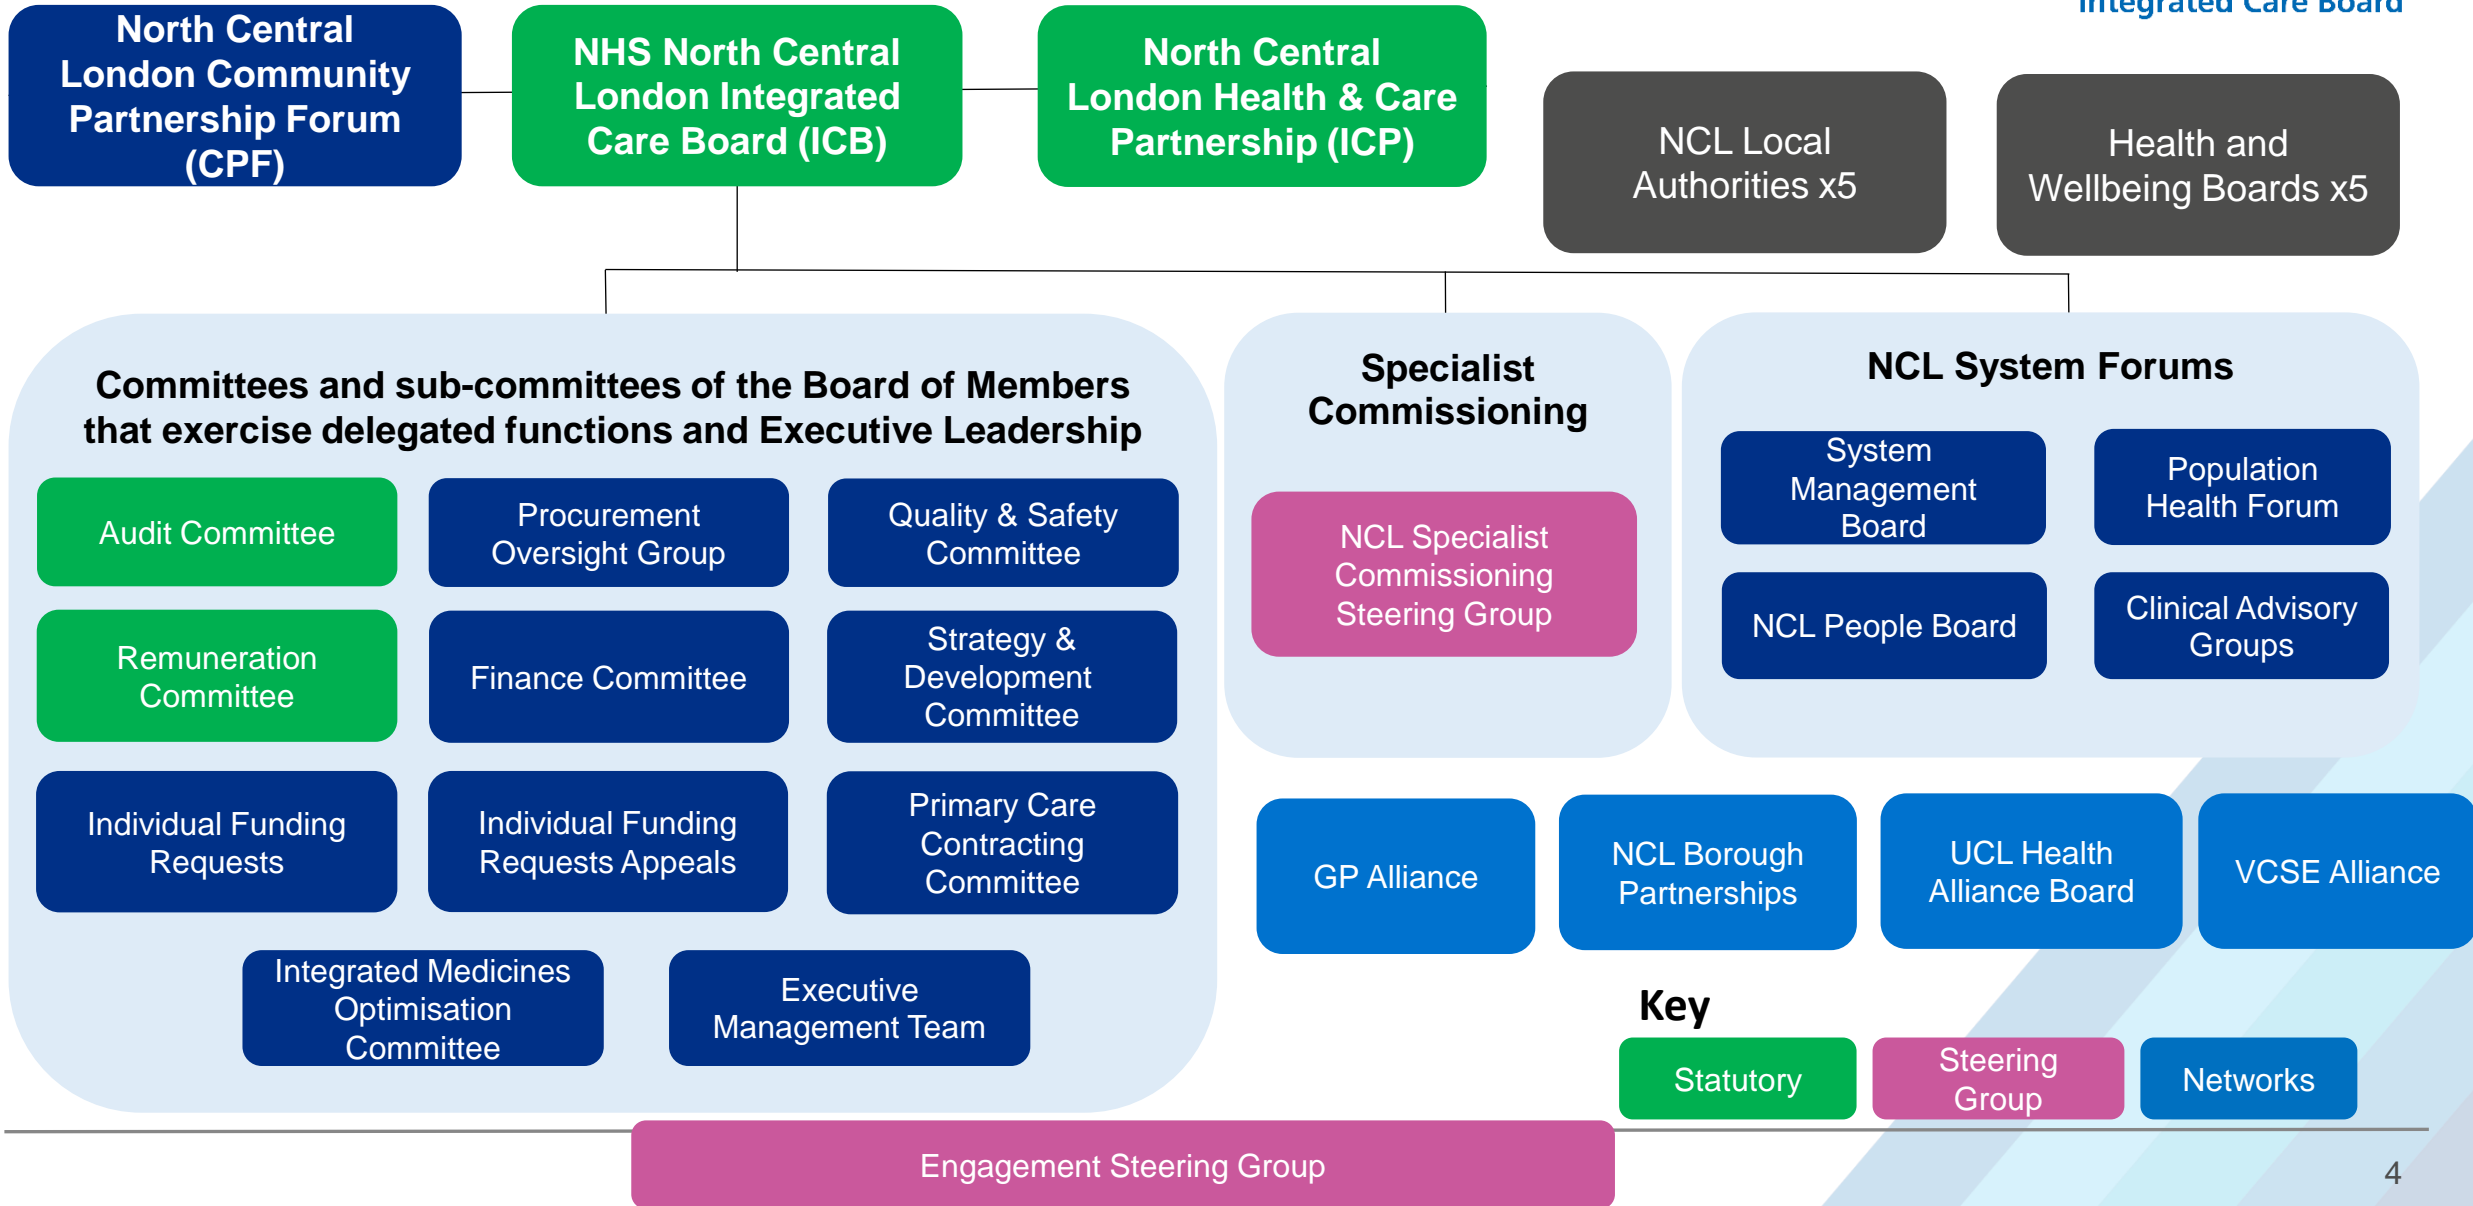 Integrated Care Board
North Central
London Community
Partnership Forum
(CPF)
NHS North Central
London Integrated
Care Board (ICB)
North Central
London Health & Care
Partnership (ICP)
NCL Local
Authorities x5
Health and
Wellbeing Boards x5
Committees and sub-committees of the Board of Members
that exercise delegated functions and Executive Leadership
Audit Committee
Procurement
Oversight Group
Quality & Safety
Committee
Remuneration
Committee
Finance Committee
Strategy &
Development
Committee
Individual Funding
Requests
Individual Funding
Requests Appeals
Primary Care
Contracting
Committee
Integrated Medicines
Optimisation
Committee
Executive
Management Team
Specialist
Commissioning
NCL Specialist
Commissioning
Steering Group
NCL System Forums
System
Management
Board
Population
Health Forum
NCL People Board
Clinical Advisory
Groups
GP Alliance
NCL Borough
Partnerships
UCL Health
Alliance Board
VCSE Alliance
Key
Statutory
Steering
Group
Networks
Engagement Steering Group
4